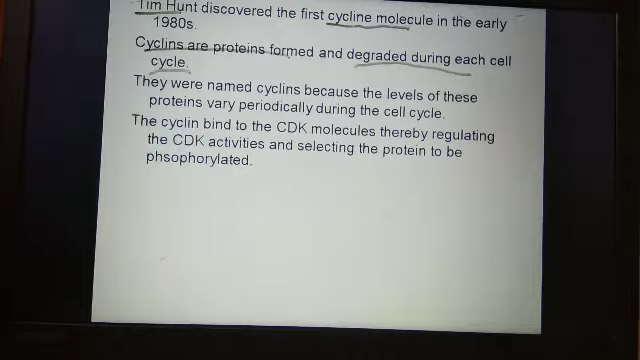 Tim Hunt discovered the first cycline molecule in the early
1980s.
Cyclins are proteins formed and degraded during each cell
cycle.
They were named cyclins because the levels of these
proteins vary periodically during the cell cycle.
The cyclin bind to the CDK molecules thereby regulating
the CDK activities and selecting the protein to be
phsophorylated.